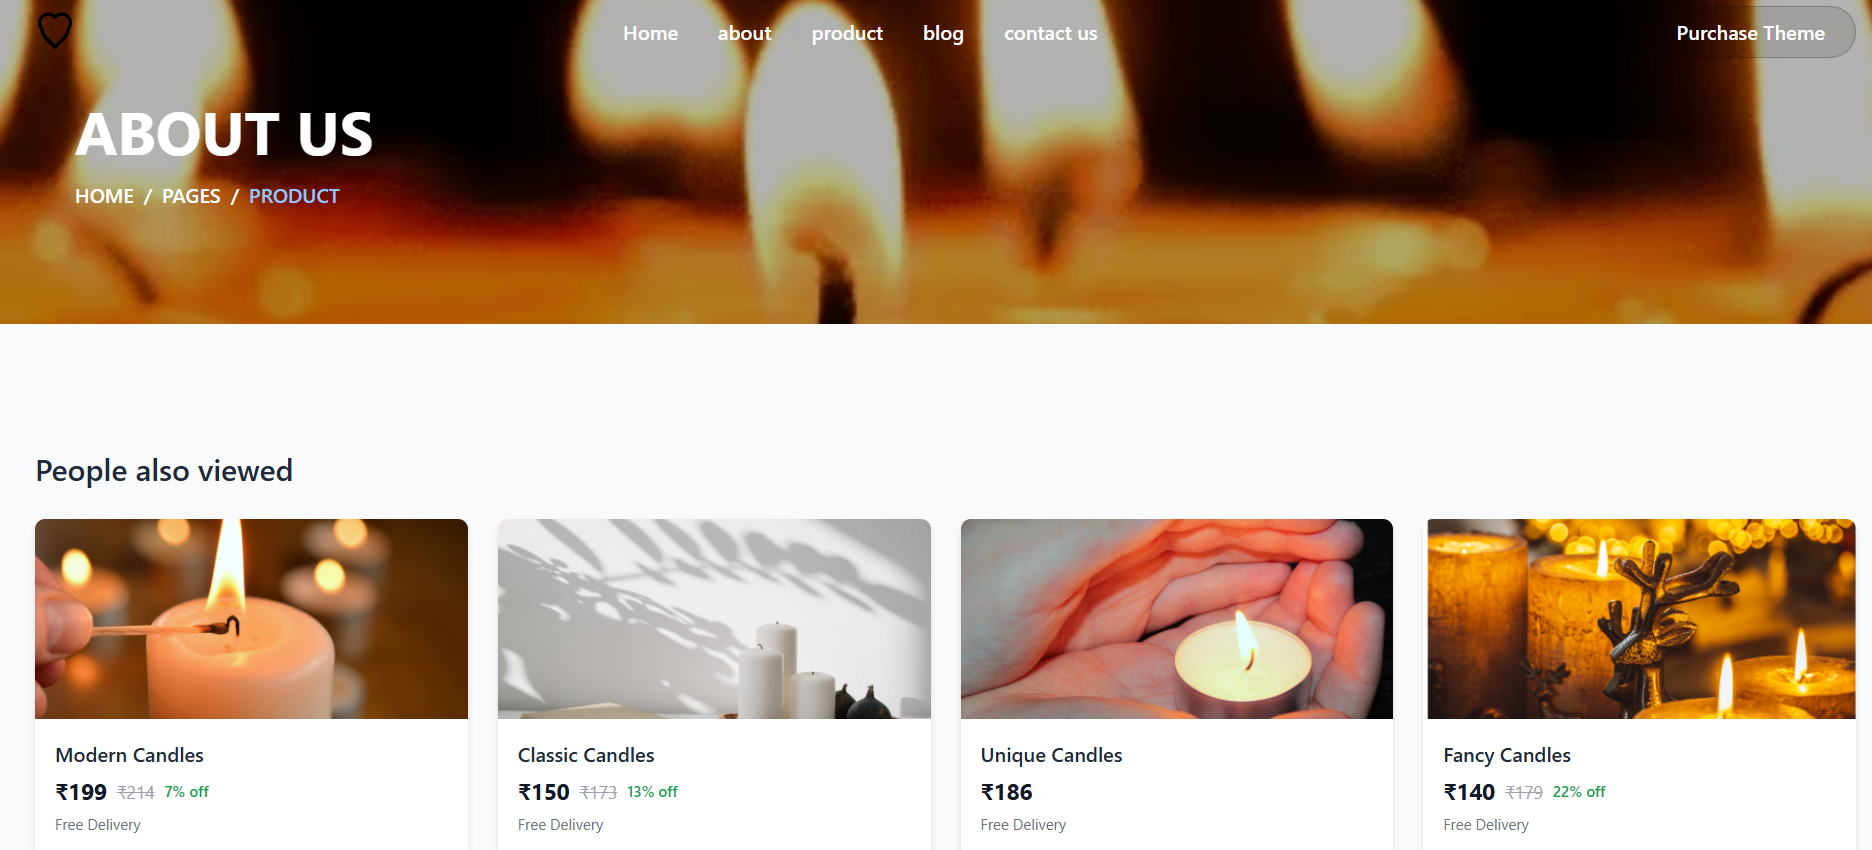 Home about product blog contact us Purchase Theme
ABOUT US
HOME / PAGES / PRODUCT
People also viewed
Modern Candles
₹199 ₹214 7% off
Free Delivery
Classic Candles
₹150 ₹173 13% off
Free Delivery
Unique Candles
₹186
Free Delivery
Fancy Candles
₹140 ₹179 22% off
Free Delivery